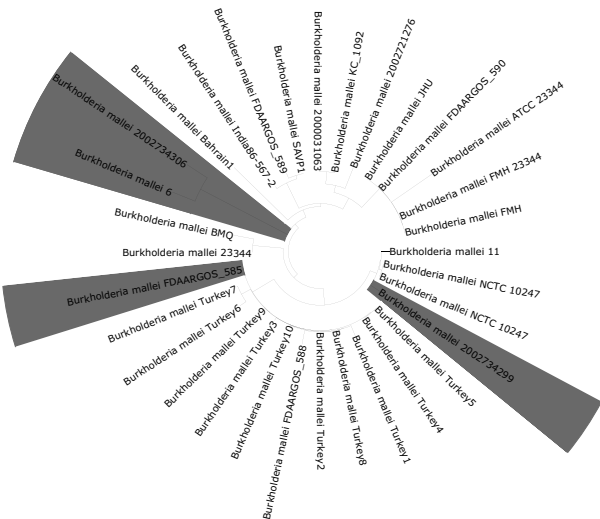 Burkholderia mallei 2000031063
Burkholderia mallei KC_1092
Burkholderia mallei 2002721276
Burkholderia mallei JHU
Burkholderia mallei FDAARGOS_590
Burkholderia mallei ATCC 23344
Burkholderia mallei FMH 23344
Burkholderia mallei FMH
Burkholderia mallei 11
Burkholderia mallei NCTC 10247
Burkholderia mallei NCTC 10247
Burkholderia mallei 2002734299
Burkholderia mallei Turkey5
Burkholderia mallei Turkey4
Burkholderia mallei Turkey1
Burkholderia mallei Turkey8
Burkholderia mallei Turkey2
Burkholderia mallei FDAARGOS_588
Burkholderia mallei Turkey10
Burkholderia mallei Turkey3
Burkholderia mallei Turkey9
Burkholderia mallei Turkey6
Burkholderia mallei Turkey7
Burkholderia mallei FDAARGOS_585
Burkholderia mallei 23344
Burkholderia mallei BMQ
Burkholderia mallei 6
Burkholderia mallei 2002734306
Burkholderia mallei Bahrain1
Burkholderia mallei India86-567-2
Burkholderia mallei FDAARGOS_589
Burkholderia mallei SAVP1